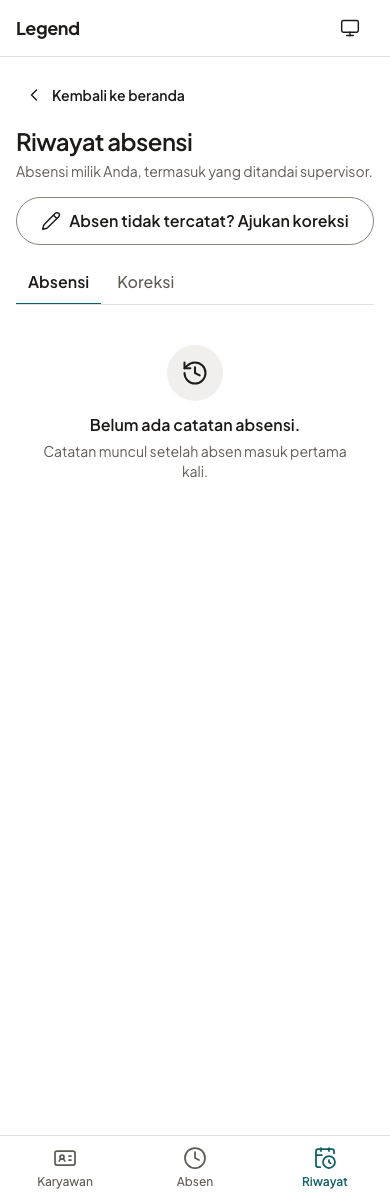 Legend
Kembali ke beranda
Riwayat absensi
Absensi milik Anda, termasuk yang ditandai supervisor.
Absen tidak tercatat? Ajukan koreksi
Absensi Koreksi
Belum ada catatan absensi.
Catatan muncul setelah absen masuk pertama
kali.
Karyawan Absen Riwayat